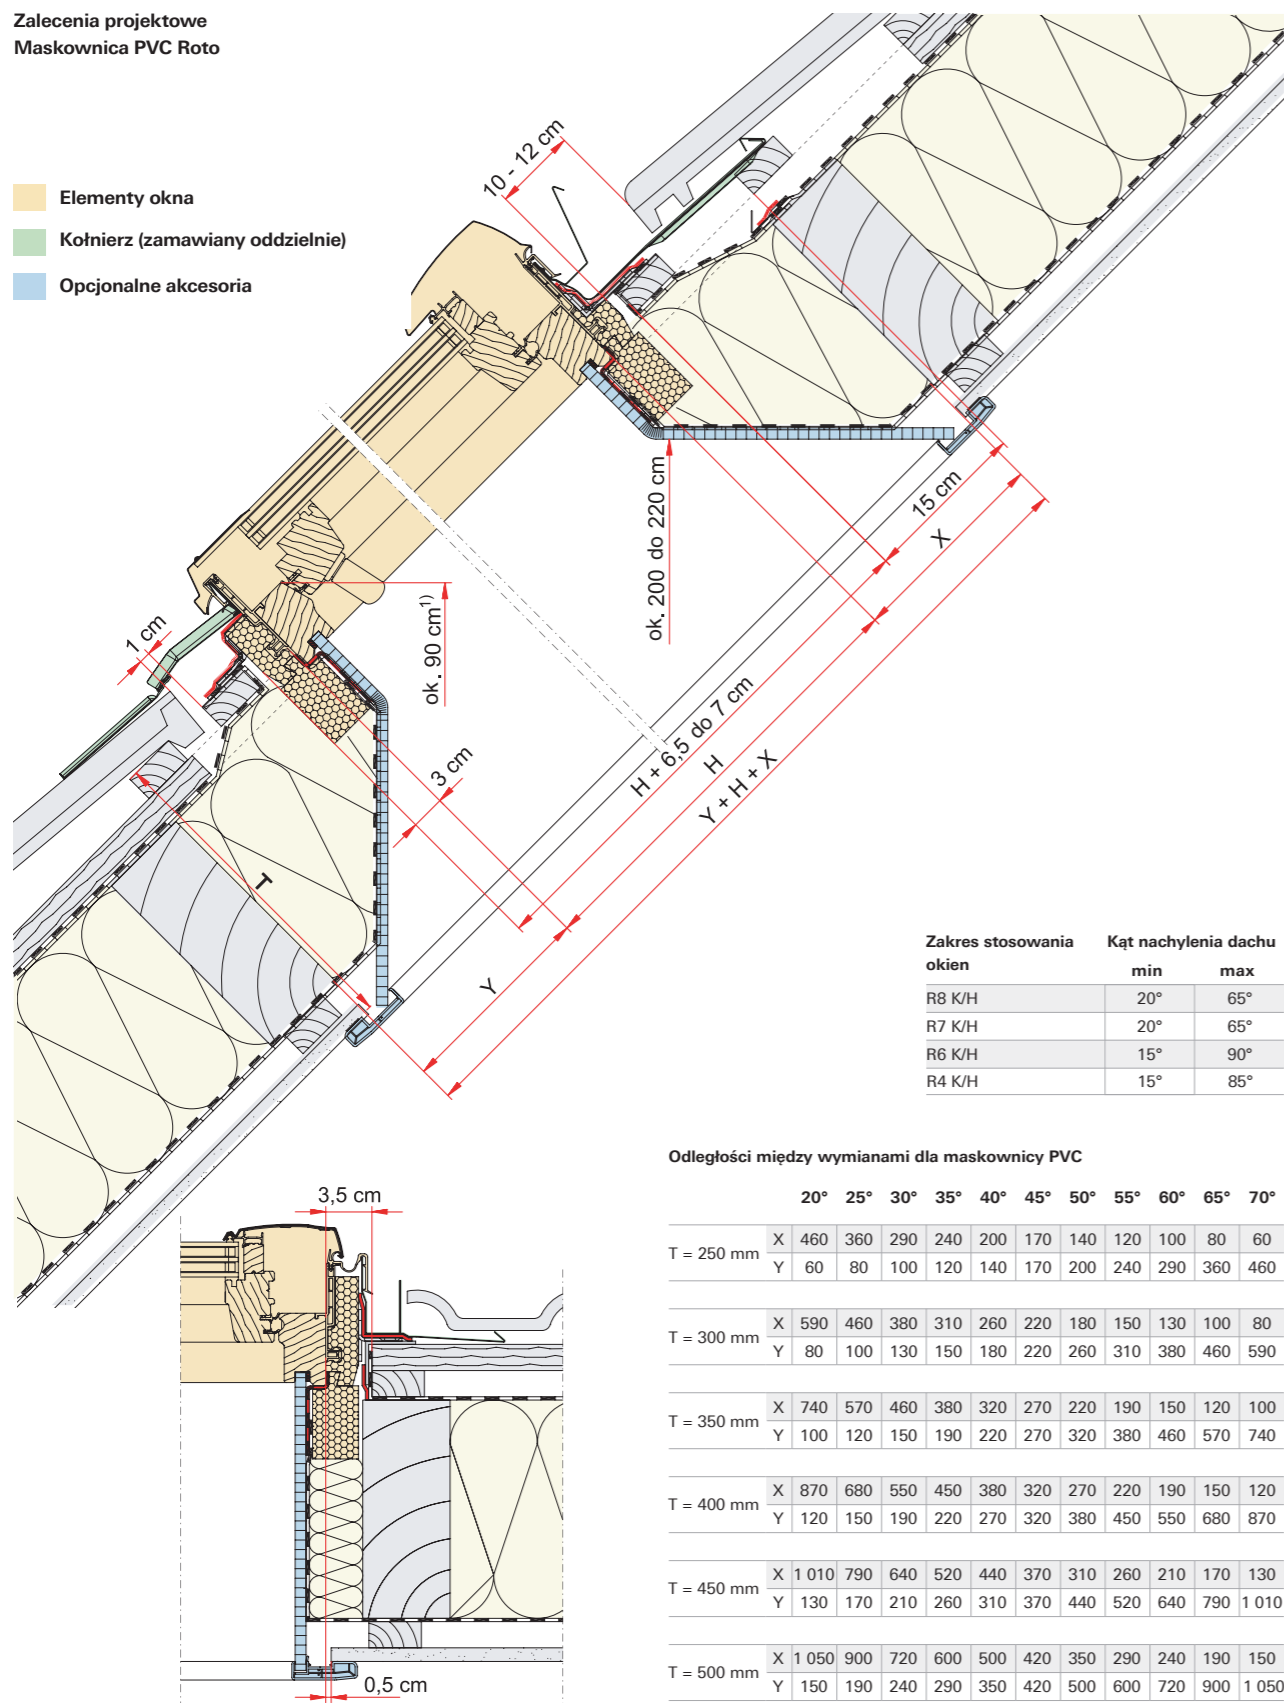 Zalecenia projektowe
Maskownica PVC Roto
Elementy okna
Kołnierz (zamawiany oddzielnie)
Opcjonalne akcesoria
10 - 12 cm
1 cm
ok. 90 cm¹⁾
ok. 200 do 220 cm
15 cm
X
3 cm
H + 6,5 do 7 cm
H
Y + H + X
T
Y
Zakres stosowania okien Kąt nachylenia dachu
min max
R8 K/H 20° 65°
R7 K/H 20° 65°
R6 K/H 15° 90°
R4 K/H 15° 85°
3,5 cm
0,5 cm
Odległości między wymianami dla maskownicy PVC
20° 25° 30° 35° 40° 45° 50° 55° 60° 65° 70°
T = 250 mm X 460 360 290 240 200 170 140 120 100 80 60
Y 60 80 100 120 140 170 200 240 290 360 460
T = 300 mm X 590 460 380 310 260 220 180 150 130 100 80
Y 80 100 130 150 180 220 260 310 380 460 590
T = 350 mm X 740 570 460 380 320 270 220 190 150 120 100
Y 100 120 150 190 220 270 320 380 460 570 740
T = 400 mm X 870 680 550 450 380 320 270 220 190 150 120
Y 120 150 190 220 270 320 380 450 550 680 870
T = 450 mm X 1 010 790 640 520 440 370 310 260 210 170 130
Y 130 170 210 260 310 370 440 520 640 790 1 010
T = 500 mm X 1 050 900 720 600 500 420 350 290 240 190 150
Y 150 190 240 290 350 420 500 600 720 900 1 050